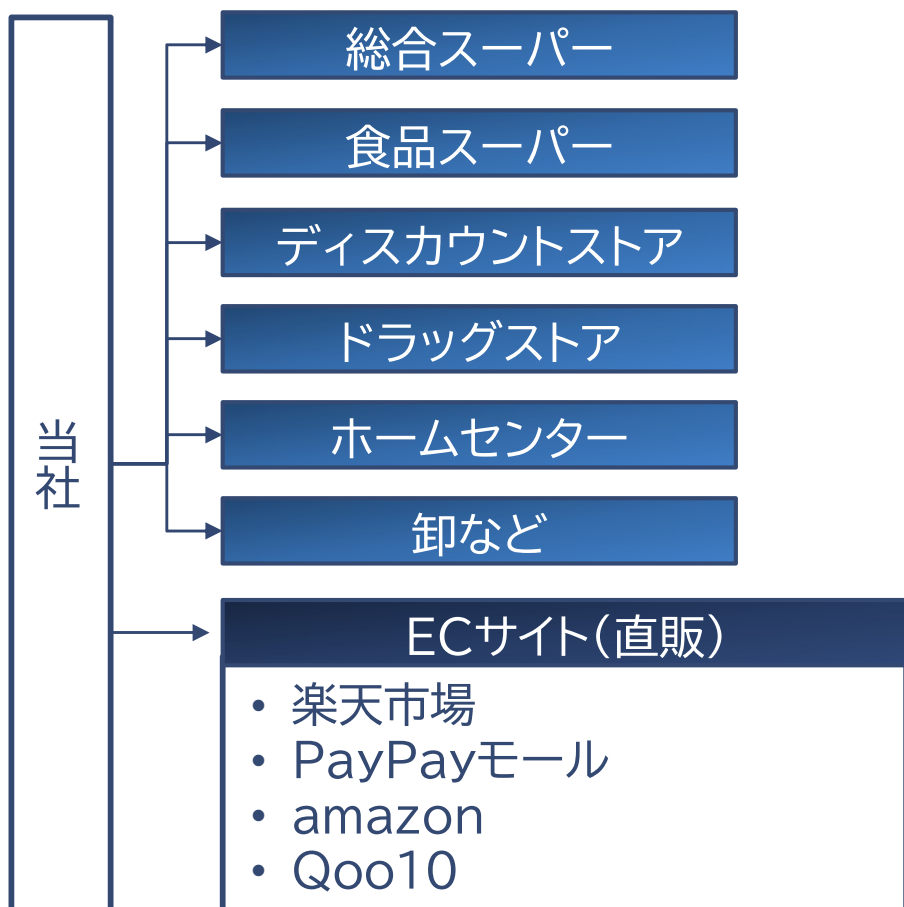 総合スーパー
食品スーパー
ディスカウントストア
ドラッグストア
ホームセンター
卸など
当社
ECサイト(直販)
• 楽天市場
• PayPayモール
• amazon
• Qoo10